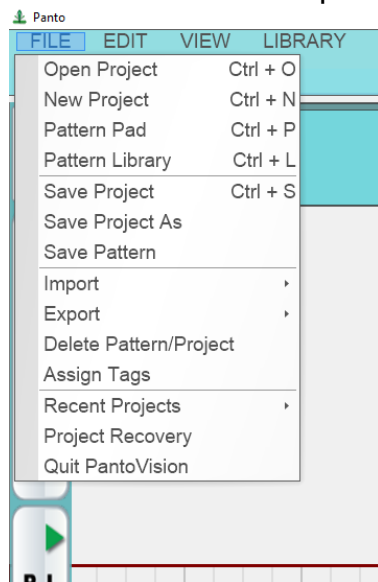 Panto
FILE EDIT VIEW LIBRARY
Open Project Ctrl + O
New Project Ctrl + N
Pattern Pad Ctrl + P
Pattern Library Ctrl + L
Save Project Ctrl + S
Save Project As
Save Pattern
Import
Export
Delete Pattern/Project
Assign Tags
Recent Projects
Project Recovery
Quit PantoVision